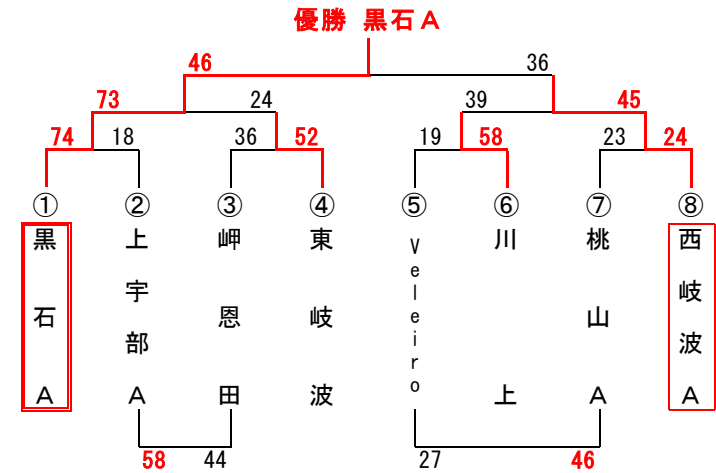 優勝 黒石A
46 36
73 24 39 45
74 18 36 52 19 58 23 24
① ② ③ ④ ⑤ ⑥ ⑦ ⑧
黒石A
上宇部A
岬恩田
東岐波
Veleiro
川上
桃山A
西岐波A
58 44 27 46